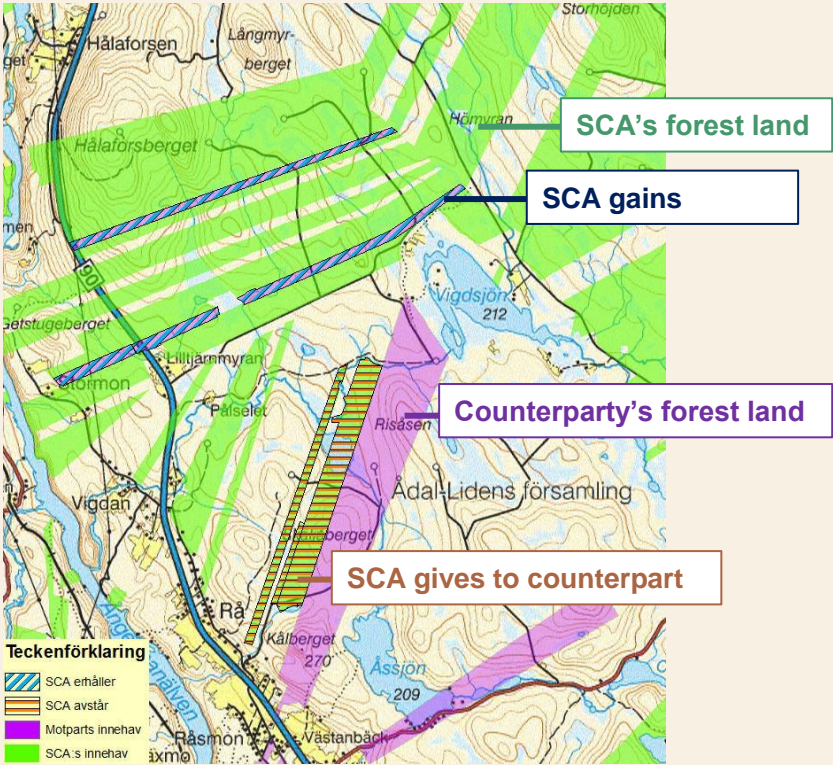 Storhöjden
Hålaforsen
Långmyr-
berget
Hömyran
SCA's forest land
Hålaforsberget
SCA gains
90
Vigdsjön
212
Getstugeberget
Lilltjärnmyran
Stormon
Pålselet
Counterparty's forest land
Risåsen
Ådal-Lidens församling
Vigdan
SCA gives to counterpart
Rå
Kålberget
270
Åssjön
209
Teckenförklaring
SCA erhåller
SCA avstår
Motparts innehav
SCA:s innehav
Råsmon
Västanbäck